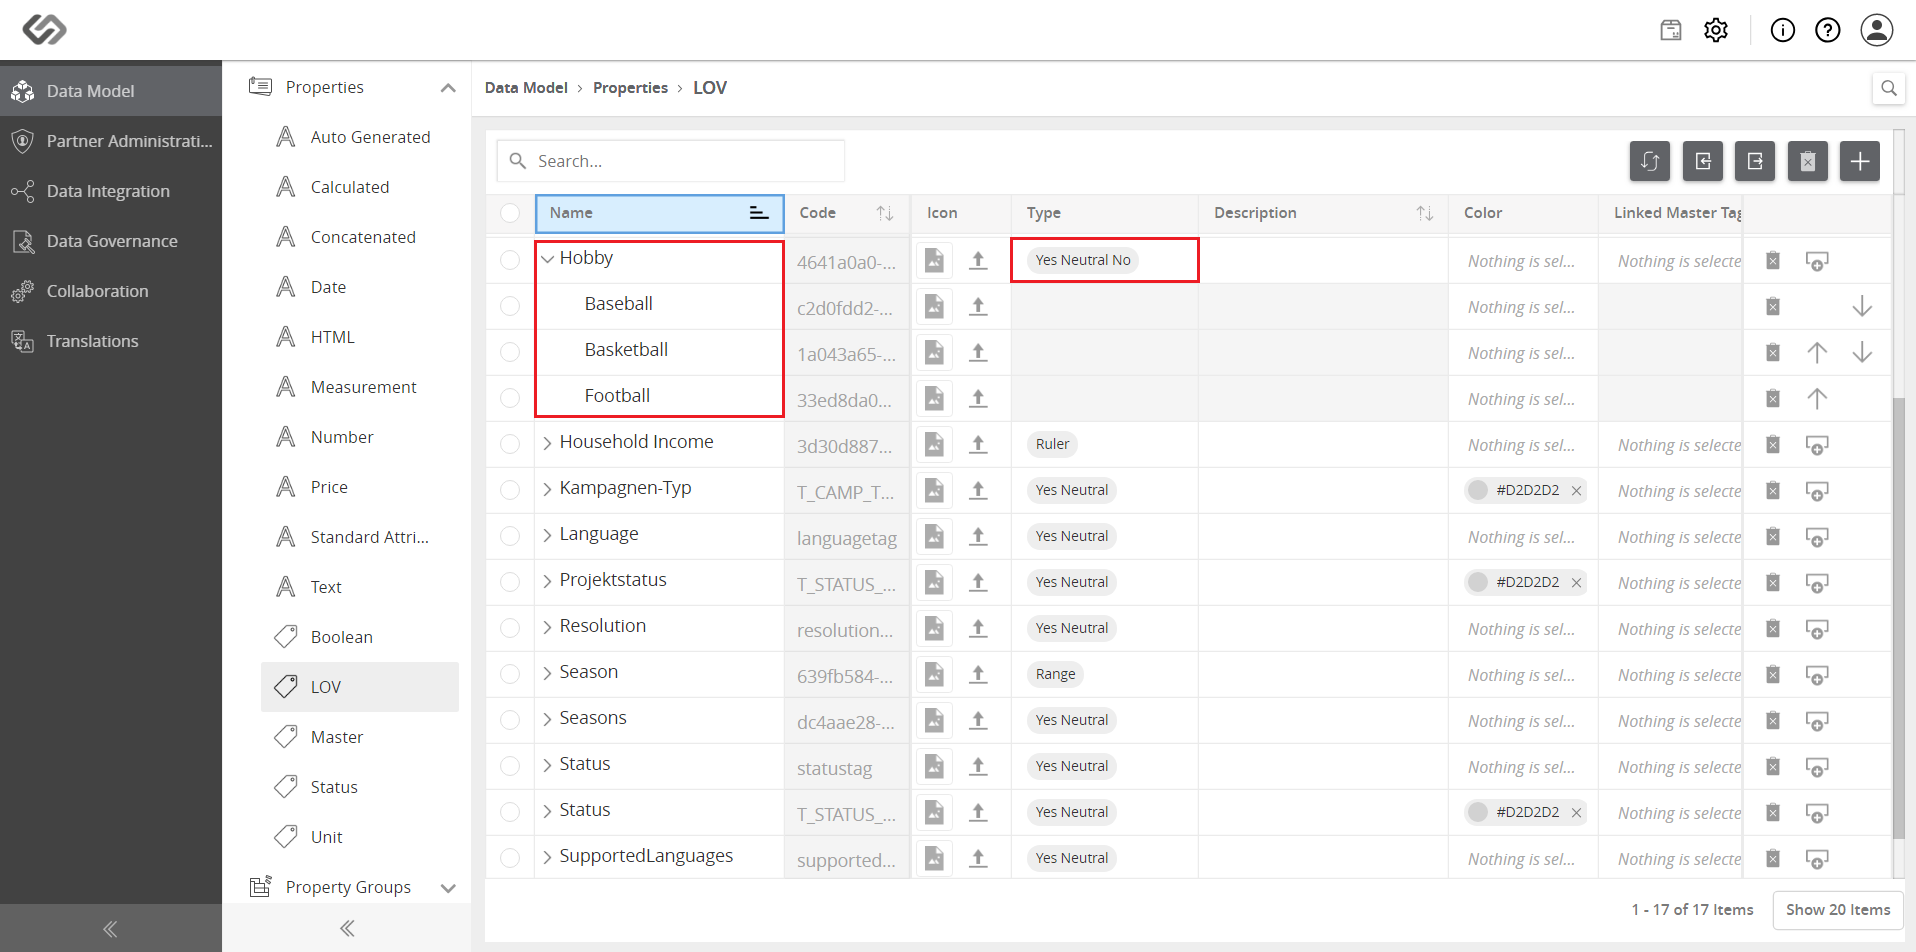 Data Model
Partner Administrati...
Data Integration
Data Governance
Collaboration
Translations
Properties
Auto Generated
Calculated
Concatenated
Date
HTML
Measurement
Number
Price
Standard Attri...
Text
Boolean
LOV
Master
Status
Unit
Property Groups
Data Model › Properties › LOV
Search...
Name Code Icon Type Description Color Linked Master Tag
Hobby 4641a0a0-... Yes Neutral No Nothing is sel... Nothing is selecte
Baseball c2d0fdd2-... Nothing is sel...
Basketball 1a043a65-... Nothing is sel...
Football 33ed8da0... Nothing is sel...
Household Income 3d30d887... Ruler Nothing is sel... Nothing is selecte
Kampagnen-Typ T_CAMP_T... Yes Neutral #D2D2D2 Nothing is selecte
Language languagetag Yes Neutral Nothing is sel... Nothing is selecte
Projektstatus T_STATUS_... Yes Neutral #D2D2D2 Nothing is selecte
Resolution resolution... Yes Neutral Nothing is sel... Nothing is selecte
Season 639fb584-... Range Nothing is sel... Nothing is selecte
Seasons dc4aae28-... Yes Neutral Nothing is sel... Nothing is selecte
Status statustag Yes Neutral Nothing is sel... Nothing is selecte
Status T_STATUS_... Yes Neutral #D2D2D2 Nothing is selecte
SupportedLanguages supported... Yes Neutral Nothing is sel... Nothing is selecte
1 - 17 of 17 Items Show 20 Items